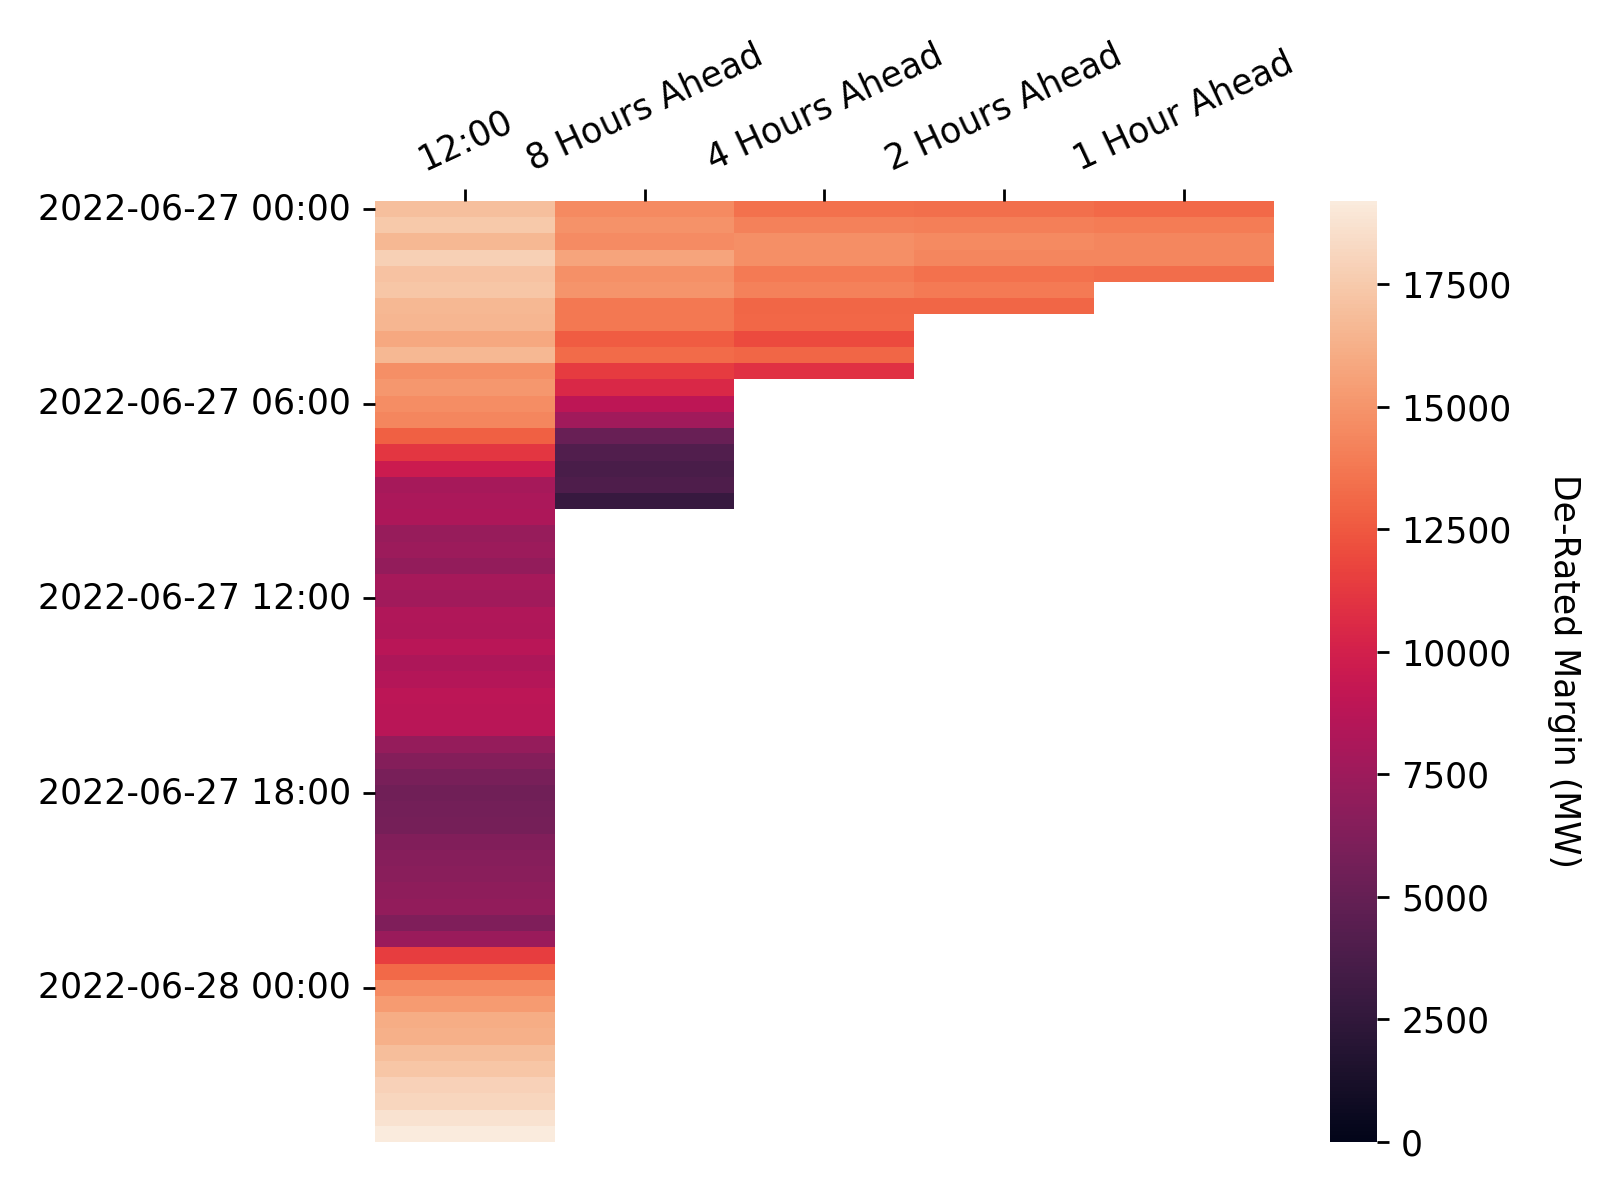 12:00
8 Hours Ahead
4 Hours Ahead
2 Hours Ahead
1 Hour Ahead
2022-06-27 00:00
2022-06-27 06:00
2022-06-27 12:00
2022-06-27 18:00
2022-06-28 00:00
17500
15000
12500
10000
7500
5000
2500
0
De-Rated Margin (MW)